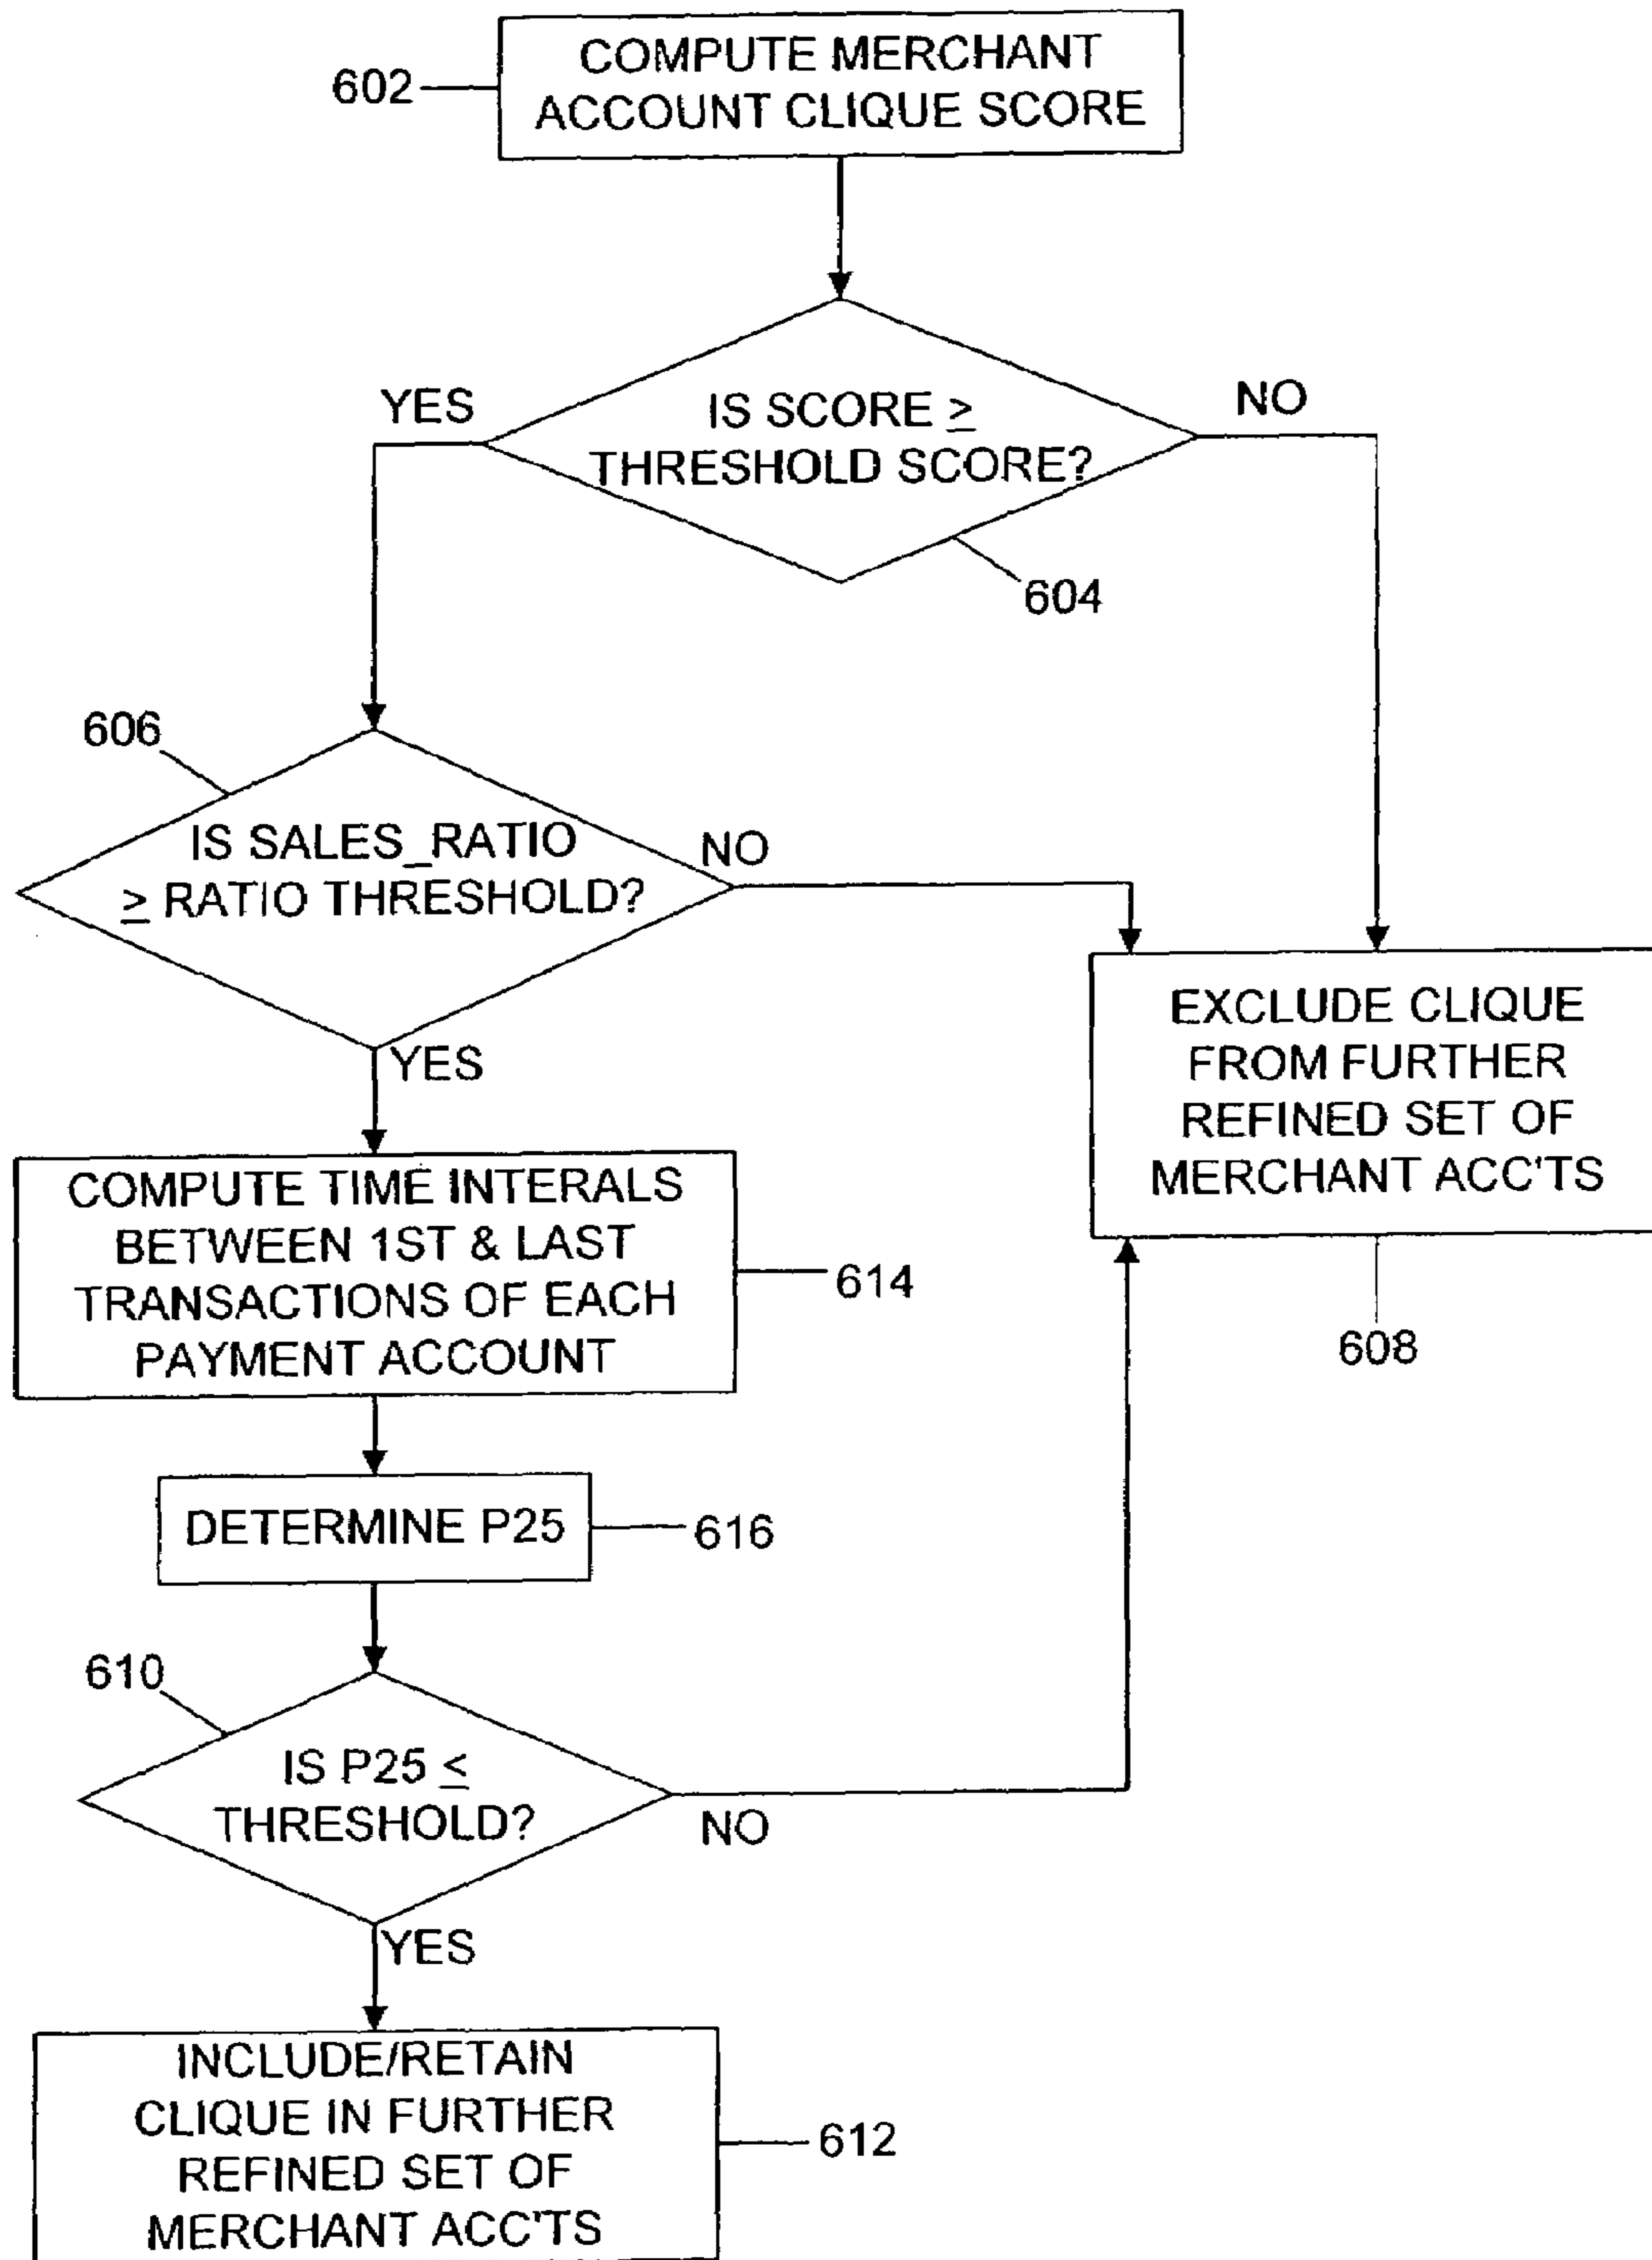 COMPUTE MERCHANT
ACCOUNT CLIQUE SCORE
602
YES
IS SCORE ≥
THRESHOLD SCORE?
NO
604
606
IS SALES_RATIO
≥ RATIO THRESHOLD?
NO
YES
EXCLUDE CLIQUE
FROM FURTHER
REFINED SET OF
MERCHANT ACC'TS
608
COMPUTE TIME INTERALS
BETWEEN 1ST & LAST
TRANSACTIONS OF EACH
PAYMENT ACCOUNT
614
DETERMINE P25
616
610
IS P25 ≤
THRESHOLD?
NO
YES
INCLUDE/RETAIN
CLIQUE IN FURTHER
REFINED SET OF
MERCHANT ACC'TS
612